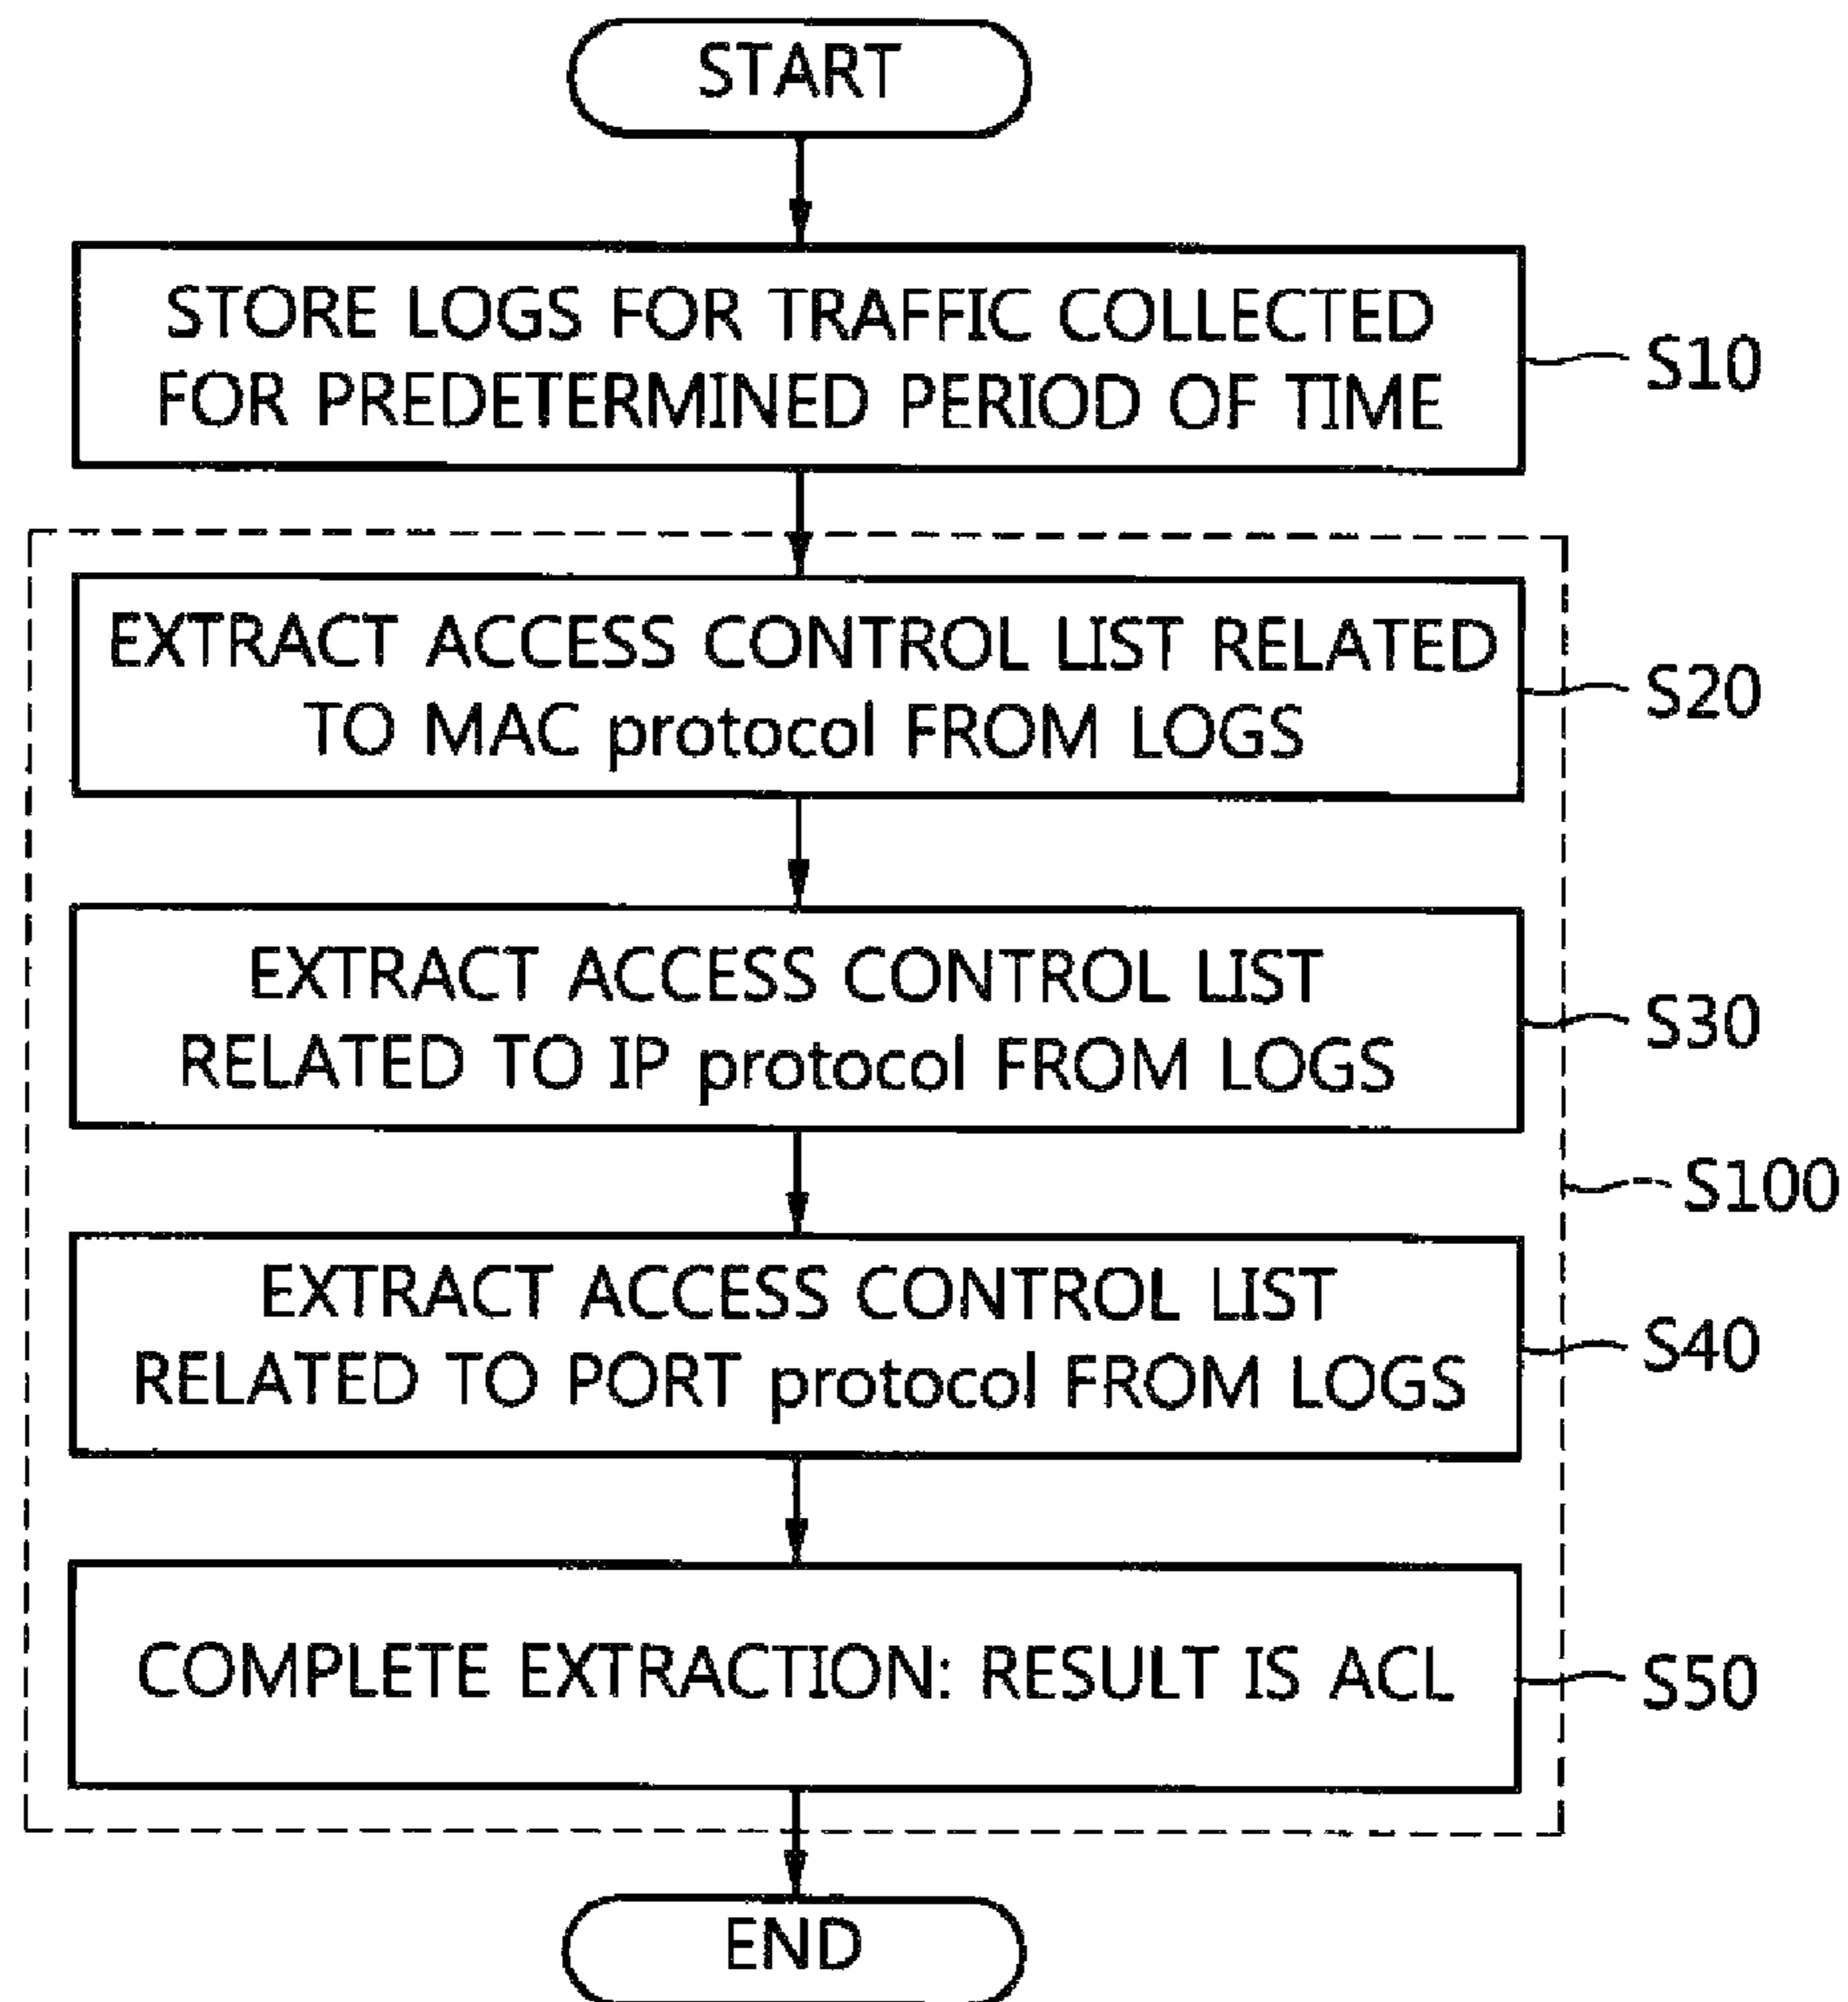 START
STORE LOGS FOR TRAFFIC COLLECTED
FOR PREDETERMINED PERIOD OF TIME
S10
EXTRACT ACCESS CONTROL LIST RELATED
TO MAC protocol FROM LOGS
S20
EXTRACT ACCESS CONTROL LIST
RELATED TO IP protocol FROM LOGS
S30
S100
EXTRACT ACCESS CONTROL LIST
RELATED TO PORT protocol FROM LOGS
S40
COMPLETE EXTRACTION: RESULT IS ACL
S50
END